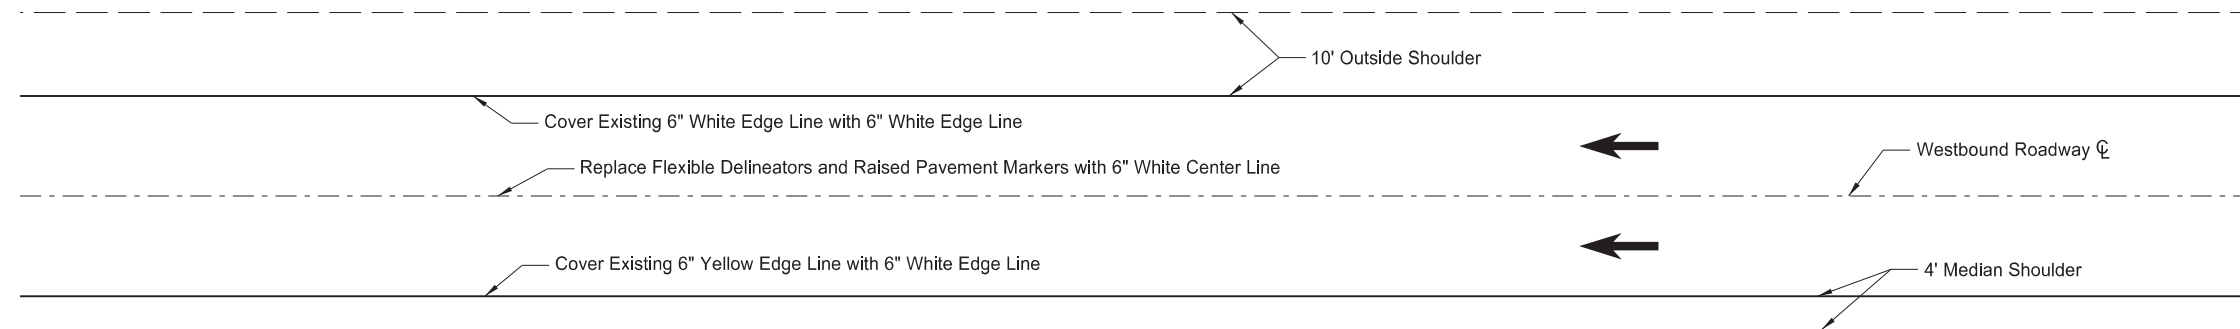 10' Outside Shoulder
Cover Existing 6" White Edge Line with 6" White Edge Line
Westbound Roadway ℄
Replace Flexible Delineators and Raised Pavement Markers with 6" White Center Line
Cover Existing 6" Yellow Edge Line with 6" White Edge Line
4' Median Shoulder